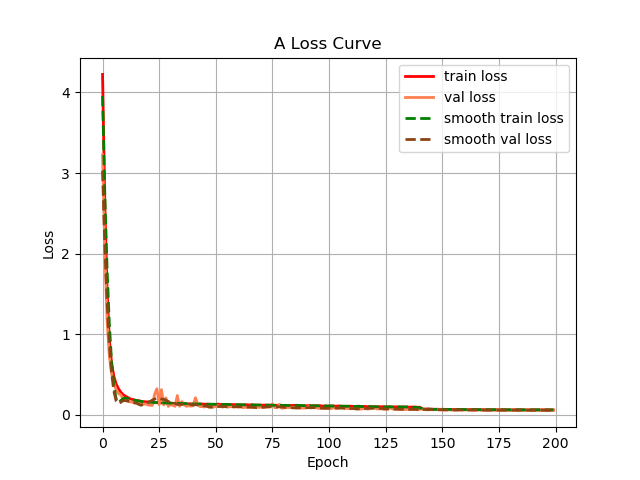 A Loss Curve
train loss
val loss
smooth train loss
smooth val loss
Loss
4
3
2
1
0
0 25 50 75 100 125 150 175 200
Epoch